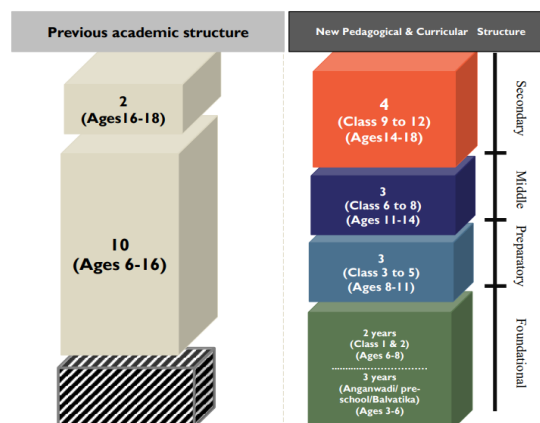 Previous academic structure
2
(Ages16-18)
10
(Ages 6-16)
New Pedagogical & Curricular Structure
4
(Class 9 to 12)
(Ages14-18)
3
(Class 6 to 8)
(Ages 11-14)
3
(Class 3 to 5)
(Ages 8-11)
2 years
(Class 1 & 2)
(Ages 6-8)
3 years
(Anganwadi/ pre-
school/Balvatika)
(Ages 3-6)
Secondary
Middle
Preparatory
Foundational